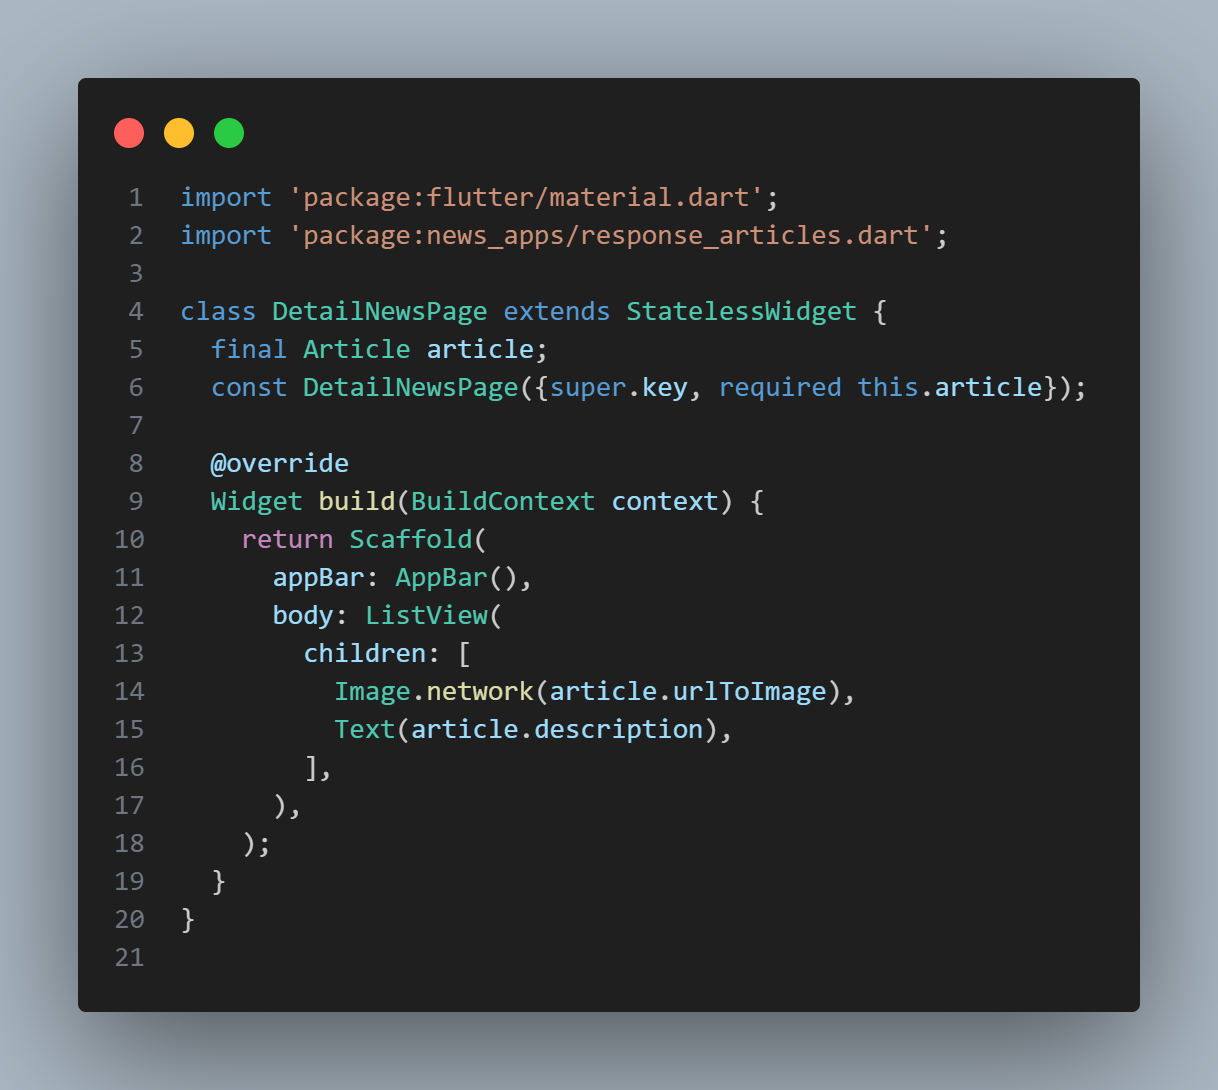 1 import 'package:flutter/material.dart';
2 import 'package:news_apps/response_articles.dart';
3
4 class DetailNewsPage extends StatelessWidget {
5   final Article article;
6   const DetailNewsPage({super.key, required this.article});
7
8   @override
9   Widget build(BuildContext context) {
10     return Scaffold(
11       appBar: AppBar(),
12       body: ListView(
13         children: [
14           Image.network(article.urlToImage),
15           Text(article.description),
16         ],
17       ),
18     );
19   }
20 }
21